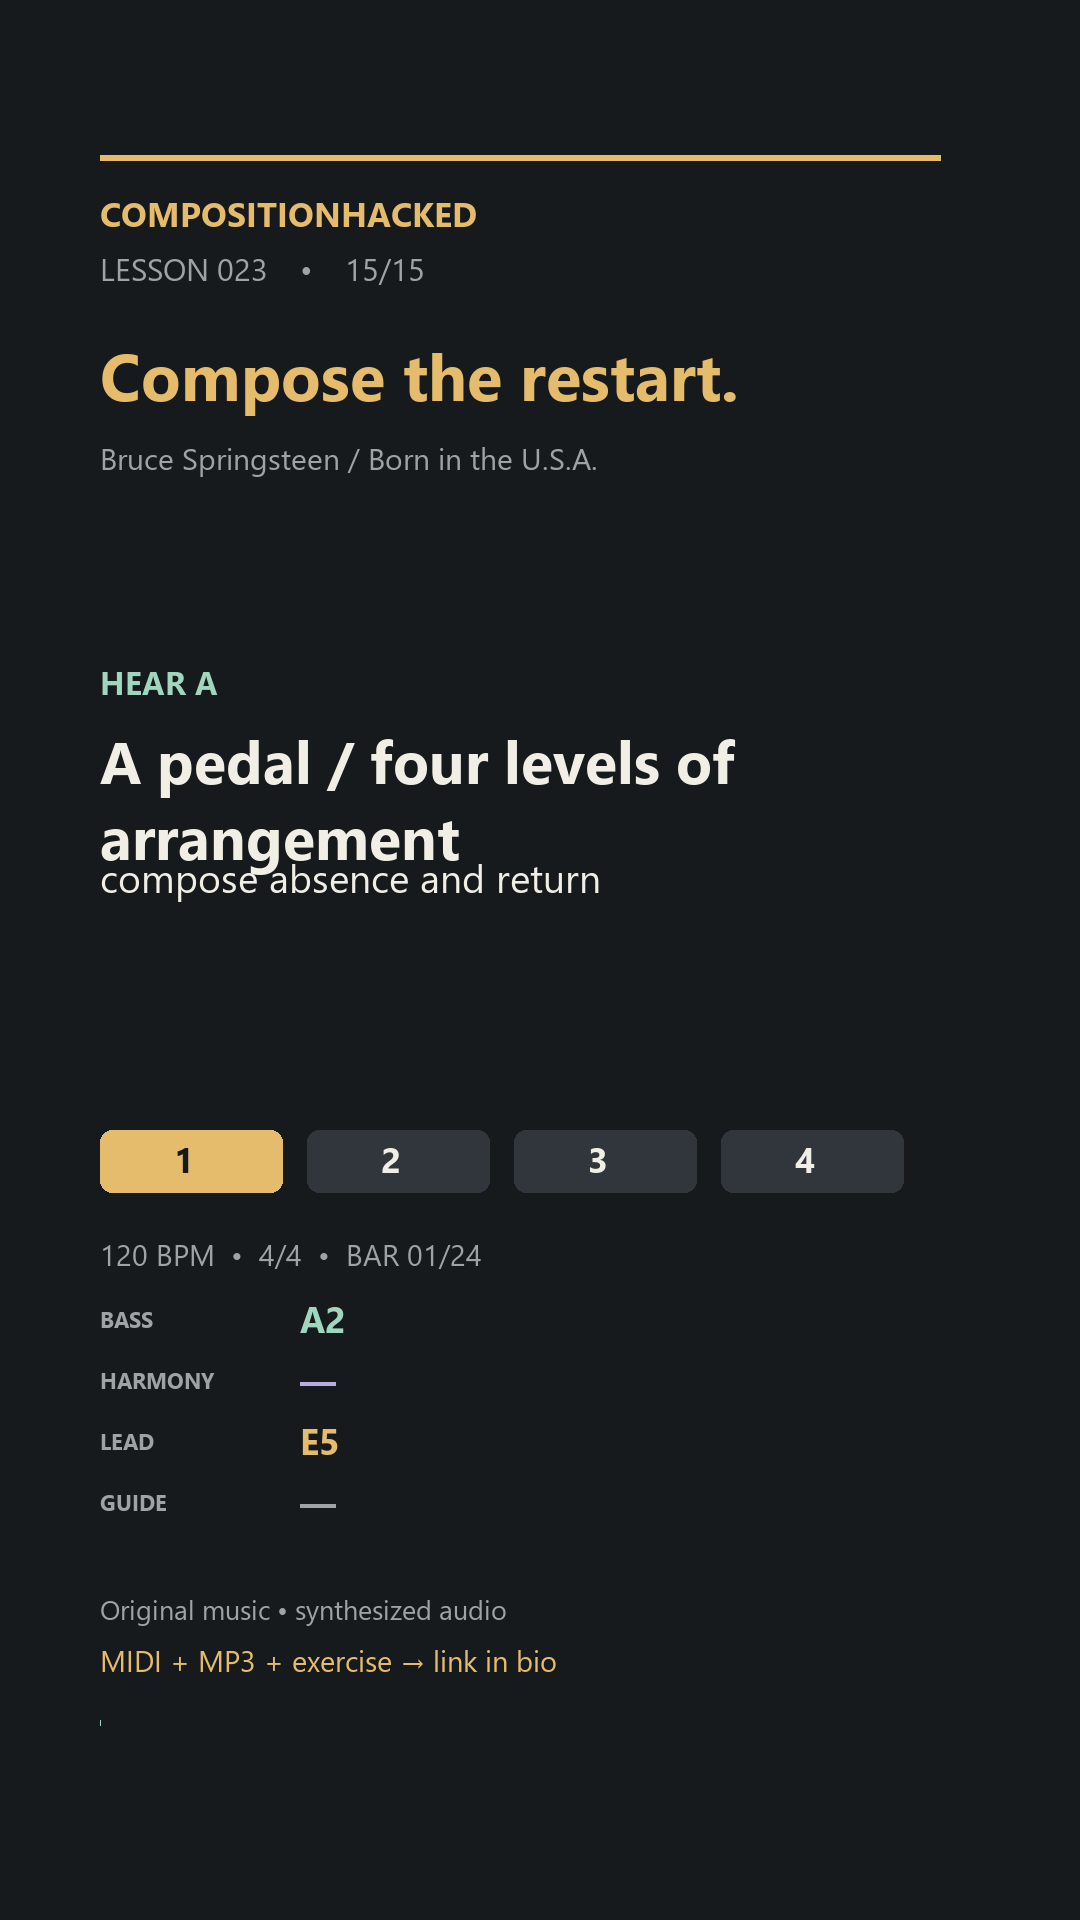 COMPOSITIONHACKED
LESSON 023 • 15/15
Compose the restart.
Bruce Springsteen / Born in the U.S.A.
HEAR A
A pedal / four levels of
arrangement
compose absence and return
1 2 3 4
120 BPM • 4/4 • BAR 01/24
BASS A2
HARMONY —
LEAD E5
GUIDE —
Original music • synthesized audio
MIDI + MP3 + exercise → link in bio